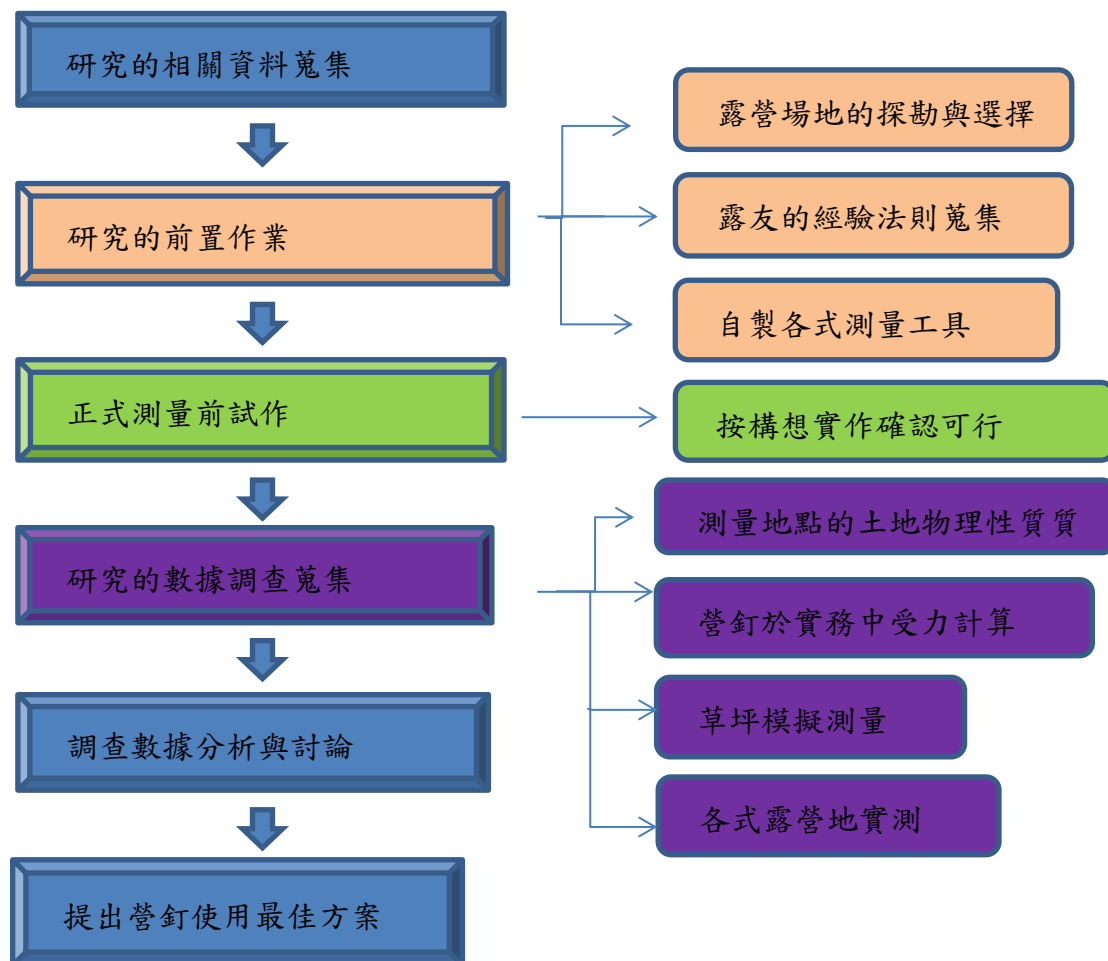 研究的相關資料蒐集
露營場地的探勘與選擇
研究的前置作業
露友的經驗法則蒐集
自製各式測量工具
正式測量前試作
按構想實作確認可行
測量地點的土地物理性質質
研究的數據調查蒐集
營釘於實務中受力計算
草坪模擬測量
調查數據分析與討論
各式露營地實測
提出營釘使用最佳方案